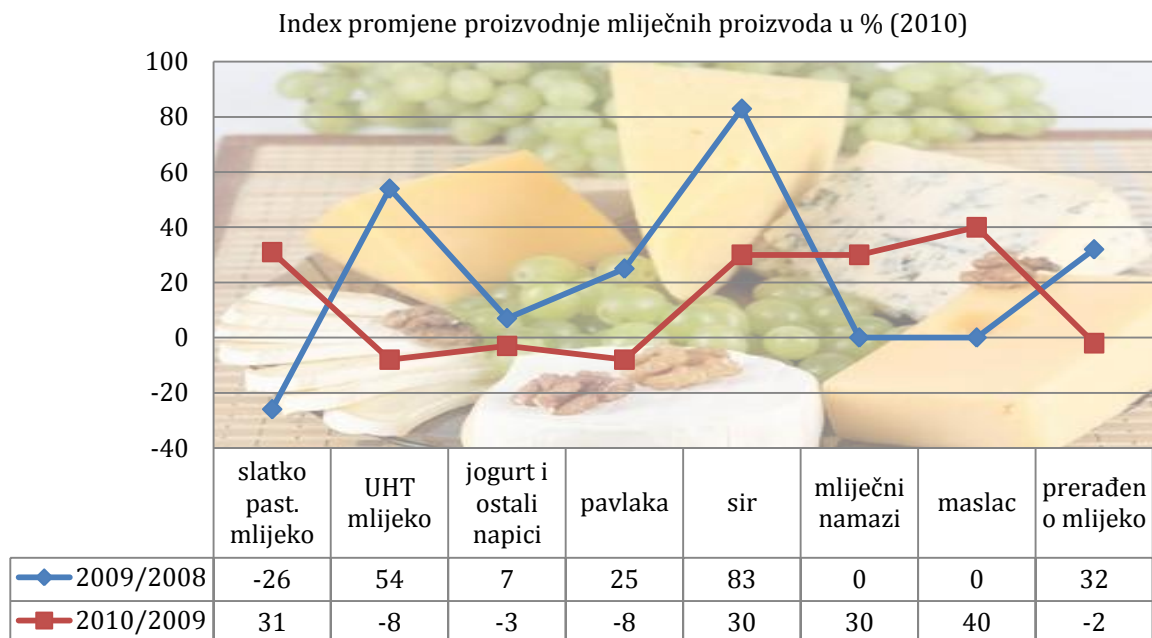 Index promjene proizvodnje mliječnih proizvoda u % (2010)
100
80
60
40
20
0
-20
-40
slatko past. mlijeko
UHT mlijeko
jogurt i ostali napici
pavlaka
sir
mliječni namazi
maslac
prerađen o mlijeko
2009/2008 -26 54 7 25 83 0 0 32
2010/2009 31 -8 -3 -8 30 30 40 -2